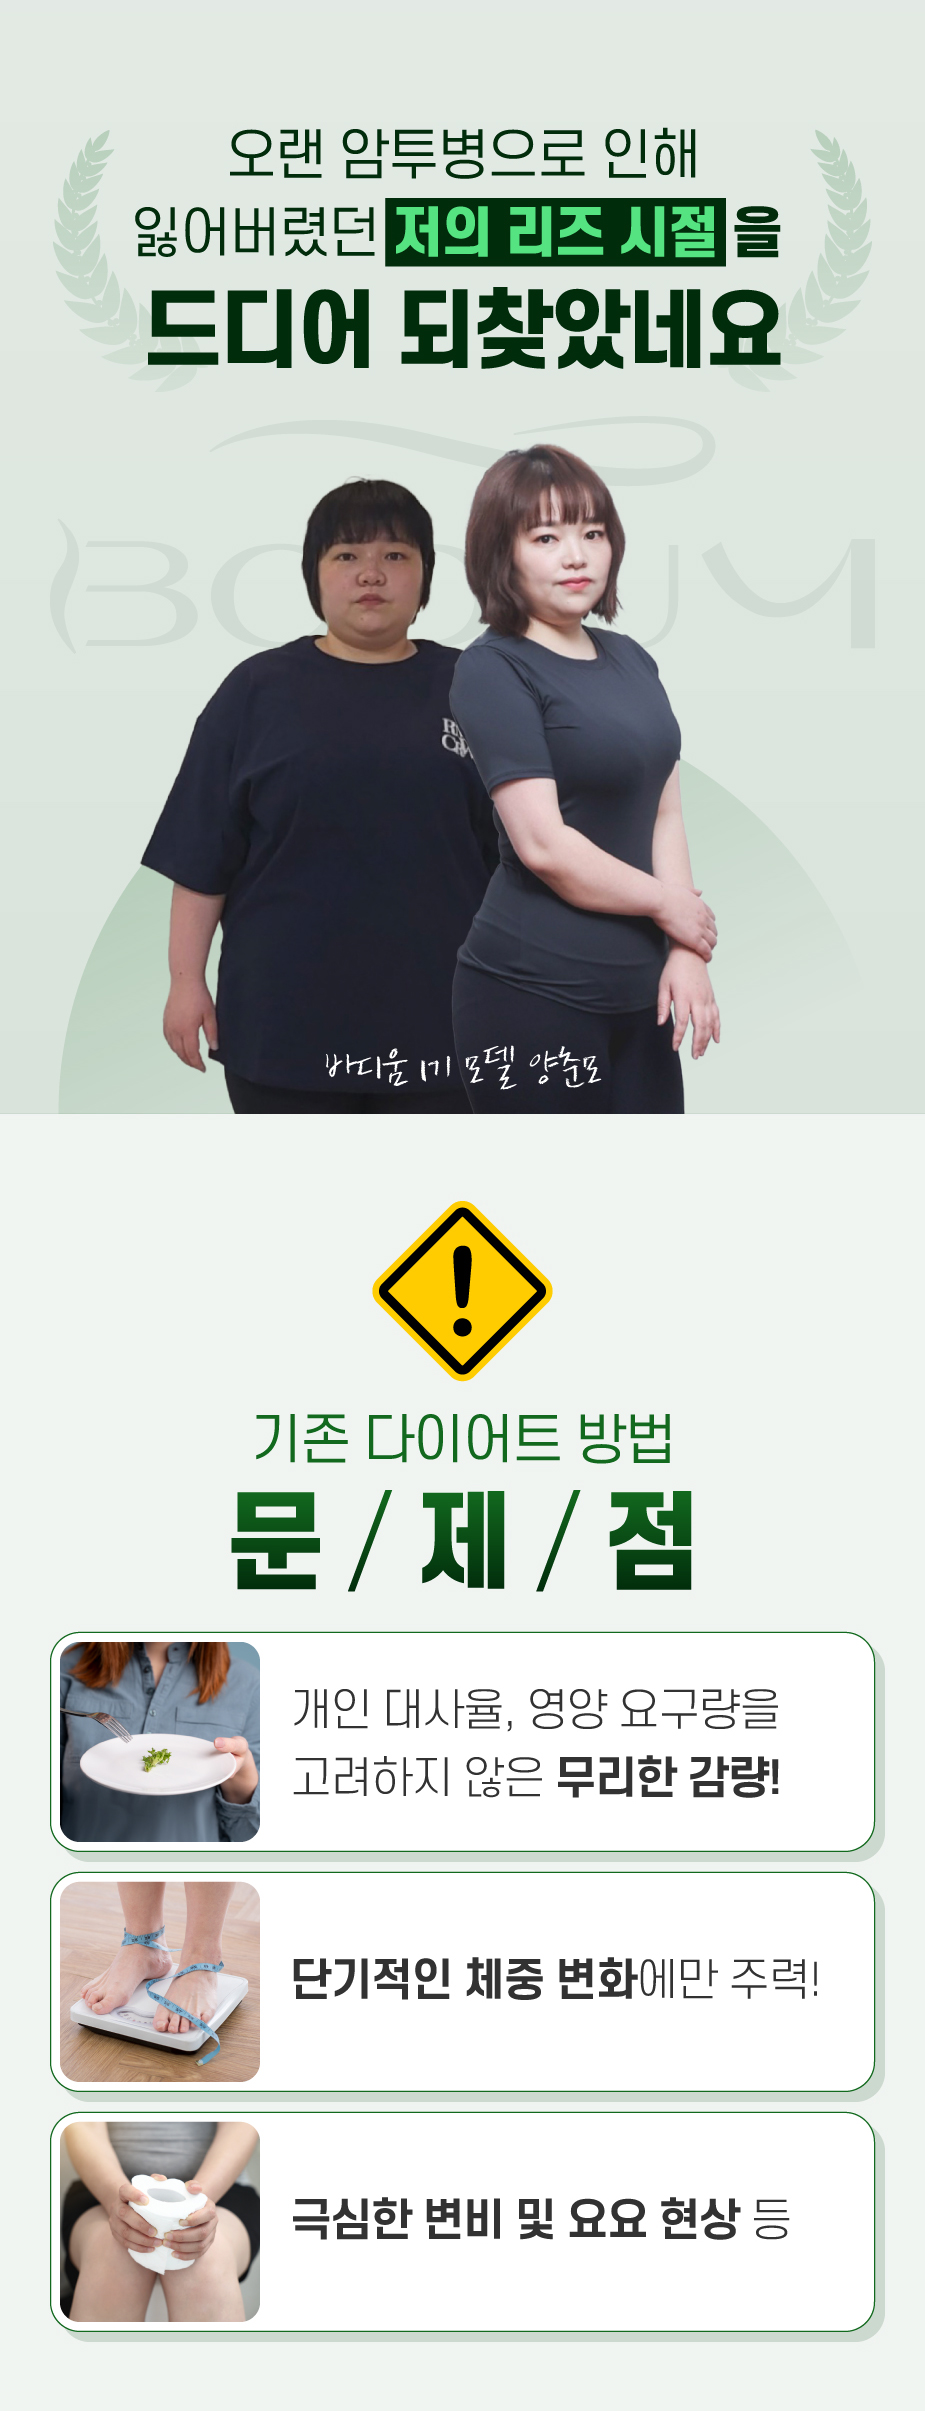 오랜 암투병으로 인해
잃어버렸던 저의 리즈 시절을
드디어 되찾았네요
BODIUM
바디움 1기 모델 양춘모
기존 다이어트 방법
문/제/점
개인 대사율, 영양 요구량을
고려하지 않은 무리한 감량!
단기적인 체중 변화에만 주력!
극심한 변비 및 요요 현상 등